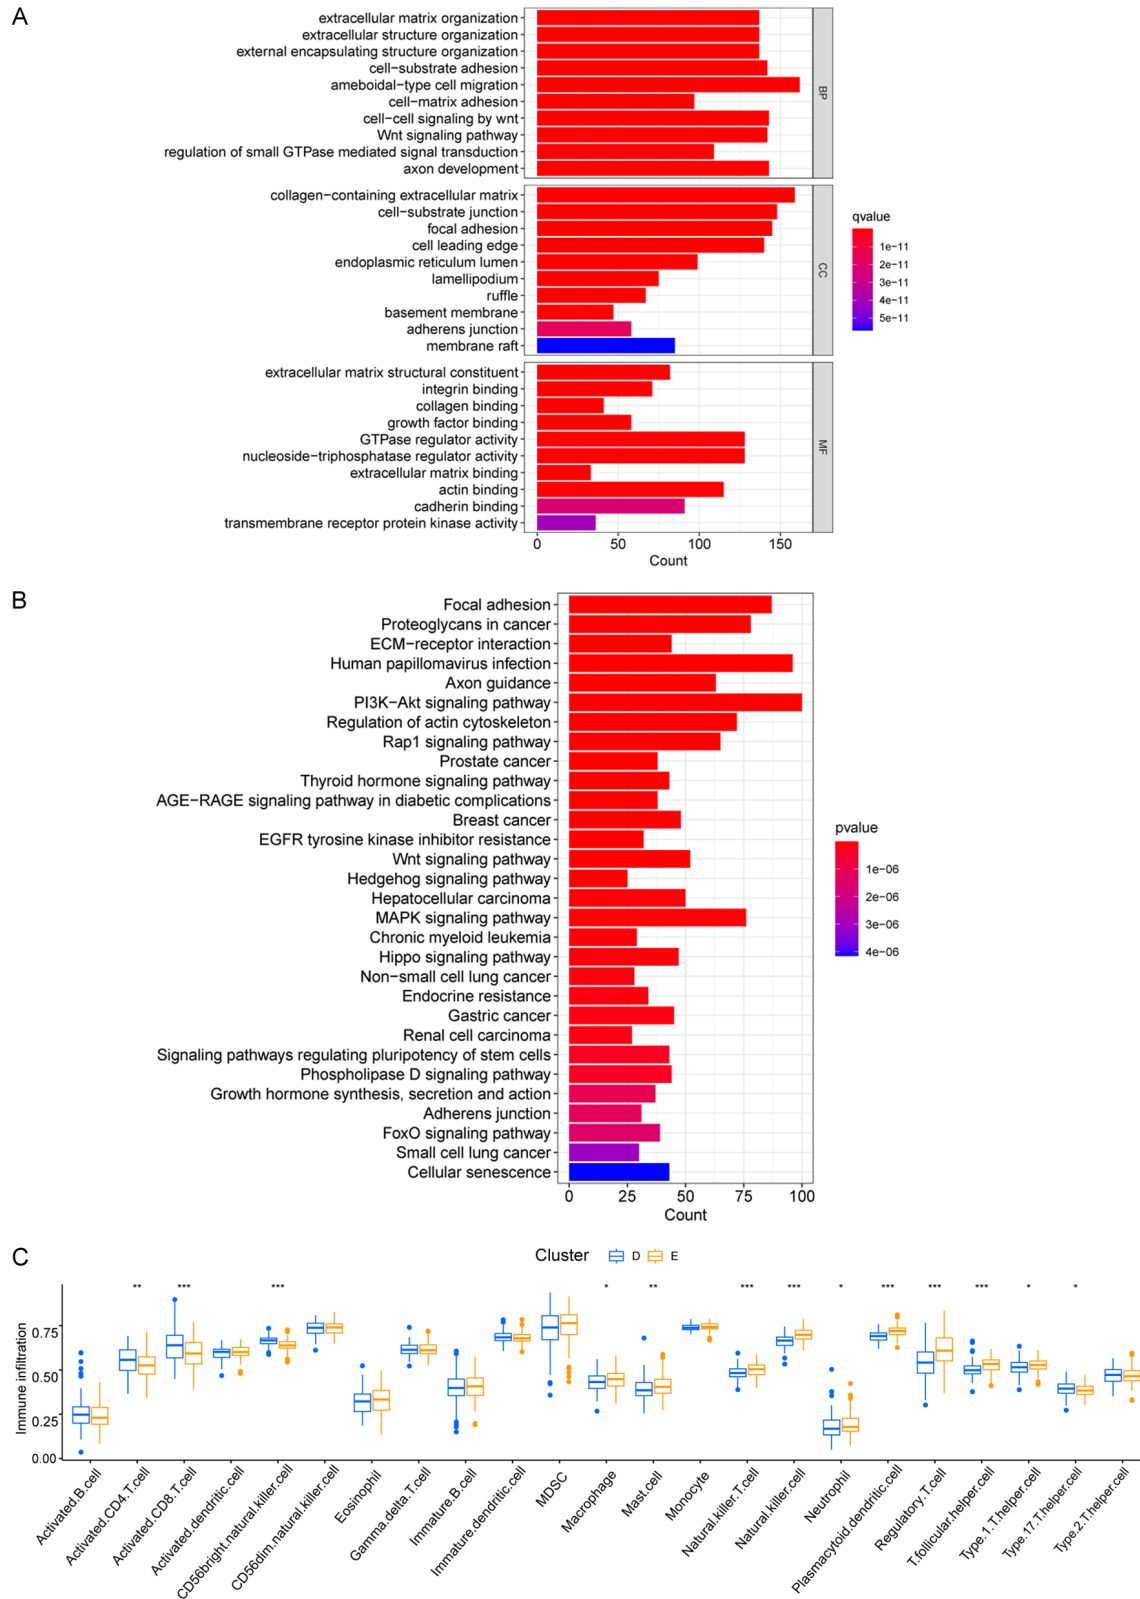 A
extracellular matrix organization
extracellular structure organization
external encapsulating structure organization
cell−substrate adhesion
ameboidal−type cell migration
cell−matrix adhesion
cell−cell signaling by wnt
Wnt signaling pathway
regulation of small GTPase mediated signal transduction
axon development
BP
collagen−containing extracellular matrix
cell−substrate junction
focal adhesion
cell leading edge
endoplasmic reticulum lumen
lamellipodium
ruffle
basement membrane
adherens junction
membrane raft
CC
extracellular matrix structural constituent
integrin binding
collagen binding
growth factor binding
GTPase regulator activity
nucleoside−triphosphatase regulator activity
extracellular matrix binding
actin binding
cadherin binding
transmembrane receptor protein kinase activity
MF
0 50 100 150
Count
qvalue
1e−11
2e−11
3e−11
4e−11
5e−11
B
Focal adhesion
Proteoglycans in cancer
ECM−receptor interaction
Human papillomavirus infection
Axon guidance
PI3K−Akt signaling pathway
Regulation of actin cytoskeleton
Rap1 signaling pathway
Prostate cancer
Thyroid hormone signaling pathway
AGE−RAGE signaling pathway in diabetic complications
Breast cancer
EGFR tyrosine kinase inhibitor resistance
Wnt signaling pathway
Hedgehog signaling pathway
Hepatocellular carcinoma
MAPK signaling pathway
Chronic myeloid leukemia
Hippo signaling pathway
Non−small cell lung cancer
Endocrine resistance
Gastric cancer
Renal cell carcinoma
Signaling pathways regulating pluripotency of stem cells
Phospholipase D signaling pathway
Growth hormone synthesis, secretion and action
Adherens junction
FoxO signaling pathway
Small cell lung cancer
Cellular senescence
0 25 50 75 100
Count
pvalue
1e−06
2e−06
3e−06
4e−06
C
Cluster D E
** *** *** * ** *** *** * *** *** *** * *
Immune infiltration
0.75
0.50
0.25
0.00
Activated.B.cell
Activated.CD4.T.cell
Activated.CD8.T.cell
Activated.dendritic.cell
CD56bright.natural.killer.cell
CD56dim.natural.killer.cell
Eosinophil
Gamma.delta.T.cell
Immature.B.cell
Immature.dendritic.cell
MDSC
Macrophage
Mast.cell
Monocyte
Natural.killer.T.cell
Natural.killer.cell
Neutrophil
Plasmacytoid.dendritic.cell
Regulatory.T.cell
T.follicular.helper.cell
Type.1.T.helper.cell
Type.17.T.helper.cell
Type.2.T.helper.cell